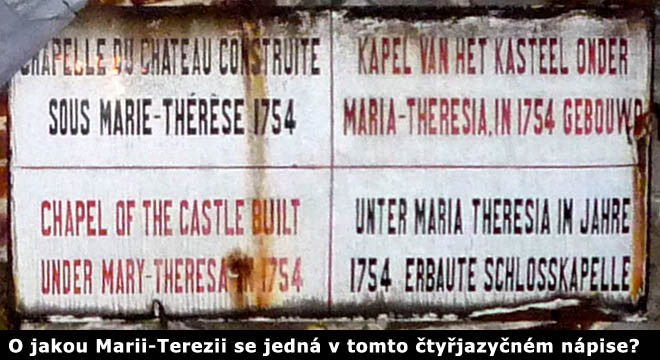 CHAPELLE DU CHATEAU CONSTRUITE
SOUS MARIE-THÉRÈSE 1754
KAPEL VAN HET KASTEEL ONDER
MARIA-THERESIA, IN 1754 GEBOUWD
CHAPEL OF THE CASTLE BUILT
UNDER MARY-THERESA IN 1754
UNTER MARIA THERESIA IM JAHRE
1754 ERBAUTE SCHLOSSKAPELLE
O jakou Marii-Terezii se jedná v tomto čtyřjazyčném nápise?